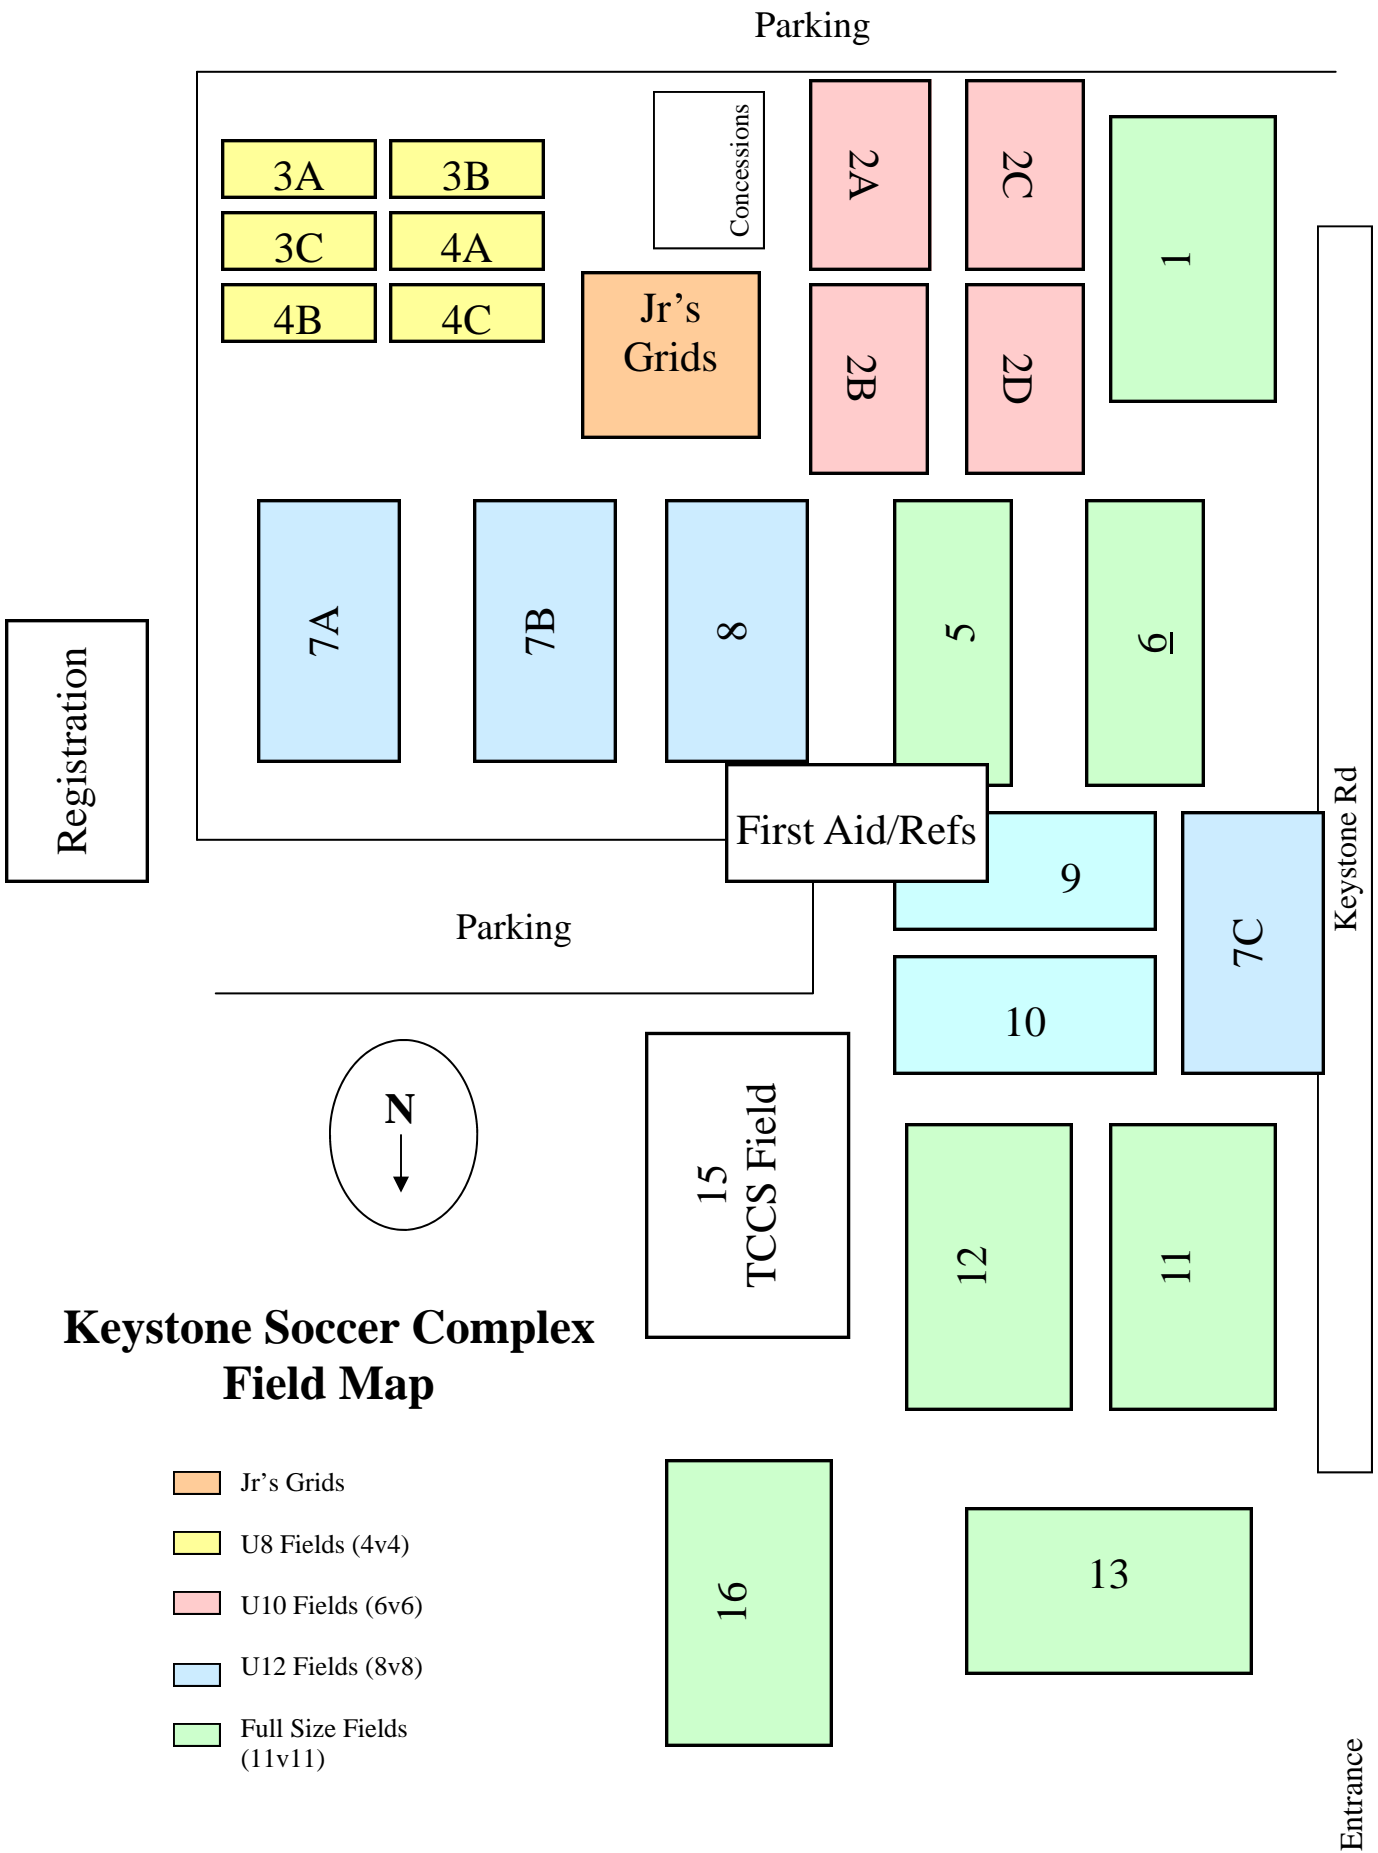 Parking
Concessions
2A
2C
1
3A
3B
3C
4A
4B
4C
Jr’s
Grids
2B
2D
7A
7B
8
5
6
Registration
First Aid/Refs
Keystone Rd
9
7C
Parking
10
N
15
TCCS Field
12
11
Keystone Soccer Complex
Field Map
Jr’s Grids
U8 Fields (4v4)
U10 Fields (6v6)
U12 Fields (8v8)
Full Size Fields
(11v11)
16
13
Entrance